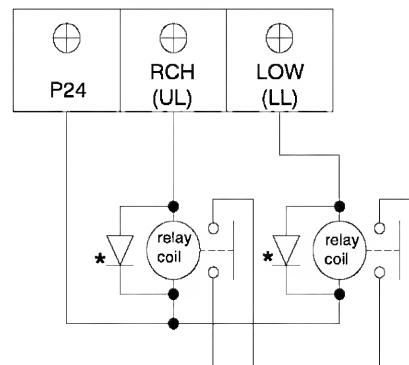 P24
RCH
(UL)
LOW
(LL)
relay
coil
*
relay
coil
*